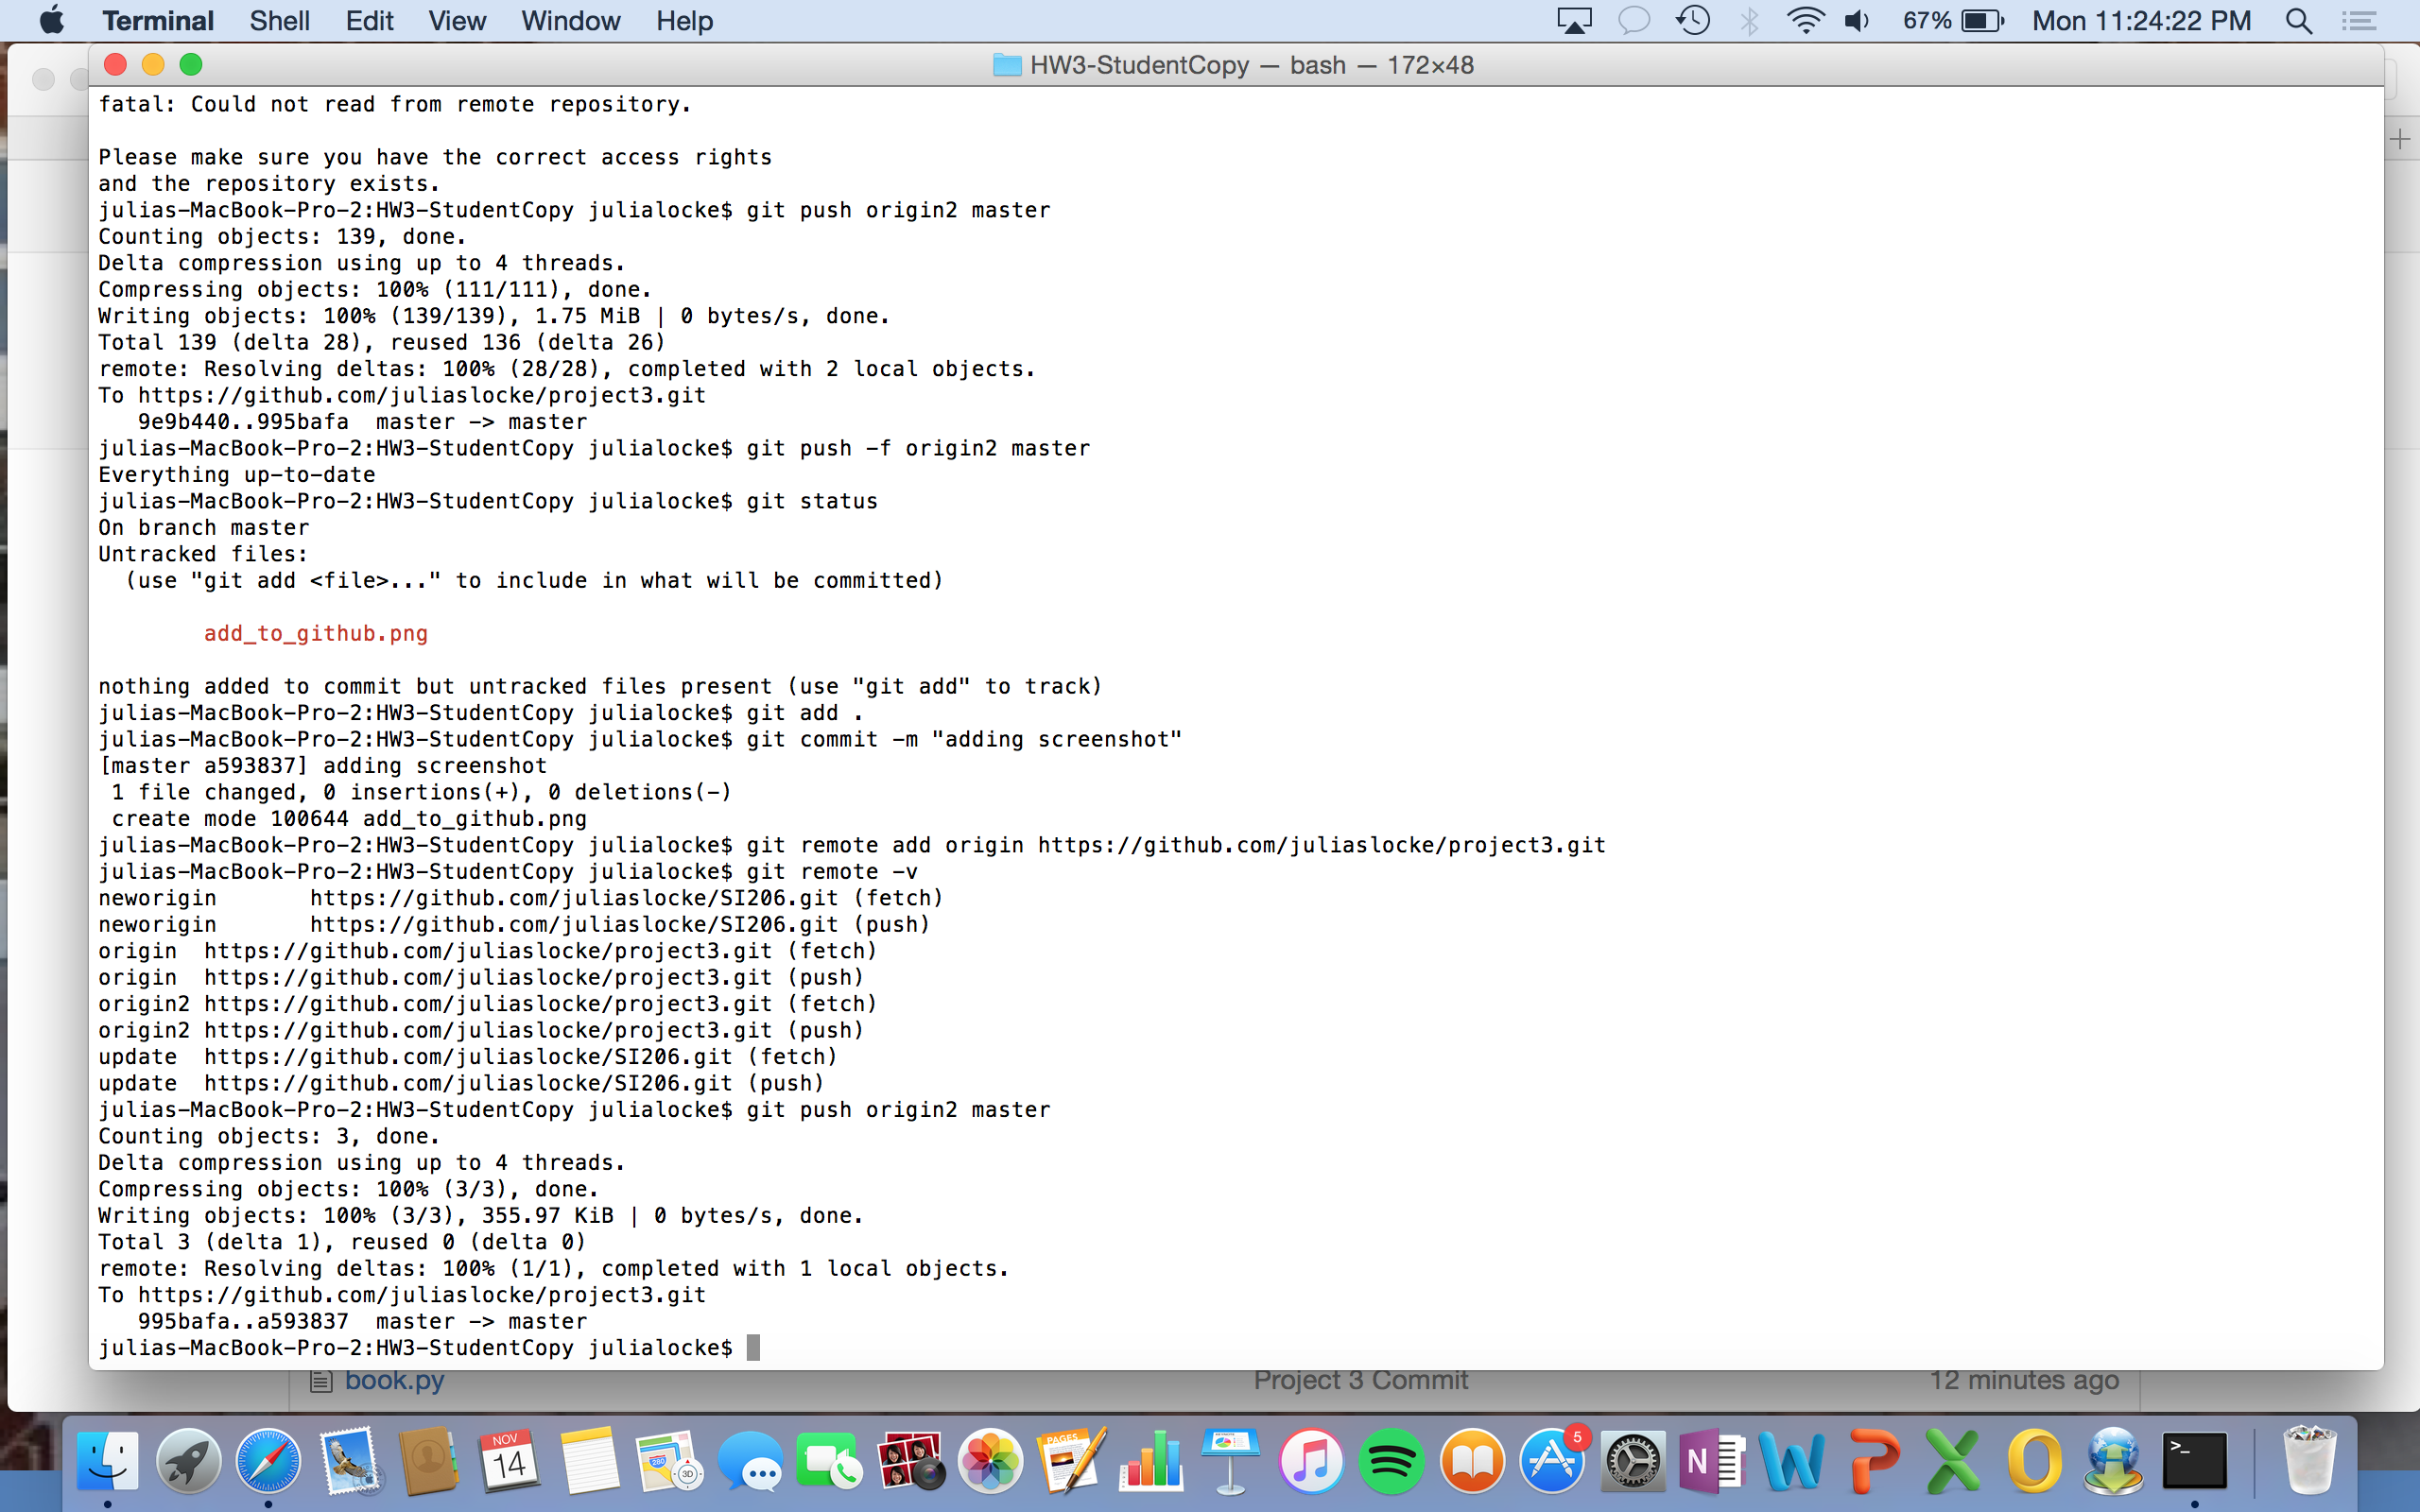 Terminal Shell Edit View Window Help 67% Mon 11:24:22 PM
HW3-StudentCopy — bash — 172×48
fatal: Could not read from remote repository.
Please make sure you have the correct access rights
and the repository exists.
julias-MacBook-Pro-2:HW3-StudentCopy julialocke$ git push origin2 master
Counting objects: 139, done.
Delta compression using up to 4 threads.
Compressing objects: 100% (111/111), done.
Writing objects: 100% (139/139), 1.75 MiB | 0 bytes/s, done.
Total 139 (delta 28), reused 136 (delta 26)
remote: Resolving deltas: 100% (28/28), completed with 2 local objects.
To https://github.com/juliaslocke/project3.git
   9e9b440..995bafa  master -> master
julias-MacBook-Pro-2:HW3-StudentCopy julialocke$ git push -f origin2 master
Everything up-to-date
julias-MacBook-Pro-2:HW3-StudentCopy julialocke$ git status
On branch master
Untracked files:
  (use "git add <file>..." to include in what will be committed)
        add_to_github.png
nothing added to commit but untracked files present (use "git add" to track)
julias-MacBook-Pro-2:HW3-StudentCopy julialocke$ git add .
julias-MacBook-Pro-2:HW3-StudentCopy julialocke$ git commit -m "adding screenshot"
[master a593837] adding screenshot
 1 file changed, 0 insertions(+), 0 deletions(-)
 create mode 100644 add_to_github.png
julias-MacBook-Pro-2:HW3-StudentCopy julialocke$ git remote add origin https://github.com/juliaslocke/project3.git
julias-MacBook-Pro-2:HW3-StudentCopy julialocke$ git remote -v
neworigin       https://github.com/juliaslocke/SI206.git (fetch)
neworigin       https://github.com/juliaslocke/SI206.git (push)
origin  https://github.com/juliaslocke/project3.git (fetch)
origin  https://github.com/juliaslocke/project3.git (push)
origin2 https://github.com/juliaslocke/project3.git (fetch)
origin2 https://github.com/juliaslocke/project3.git (push)
update  https://github.com/juliaslocke/SI206.git (fetch)
update  https://github.com/juliaslocke/SI206.git (push)
julias-MacBook-Pro-2:HW3-StudentCopy julialocke$ git push origin2 master
Counting objects: 3, done.
Delta compression using up to 4 threads.
Compressing objects: 100% (3/3), done.
Writing objects: 100% (3/3), 355.97 KiB | 0 bytes/s, done.
Total 3 (delta 1), reused 0 (delta 0)
remote: Resolving deltas: 100% (1/1), completed with 1 local objects.
To https://github.com/juliaslocke/project3.git
   995bafa..a593837  master -> master
julias-MacBook-Pro-2:HW3-StudentCopy julialocke$
book.py Project 3 Commit 12 minutes ago
NOV
14
280
3D
PAGES
5
N
W
P
X
O
>_